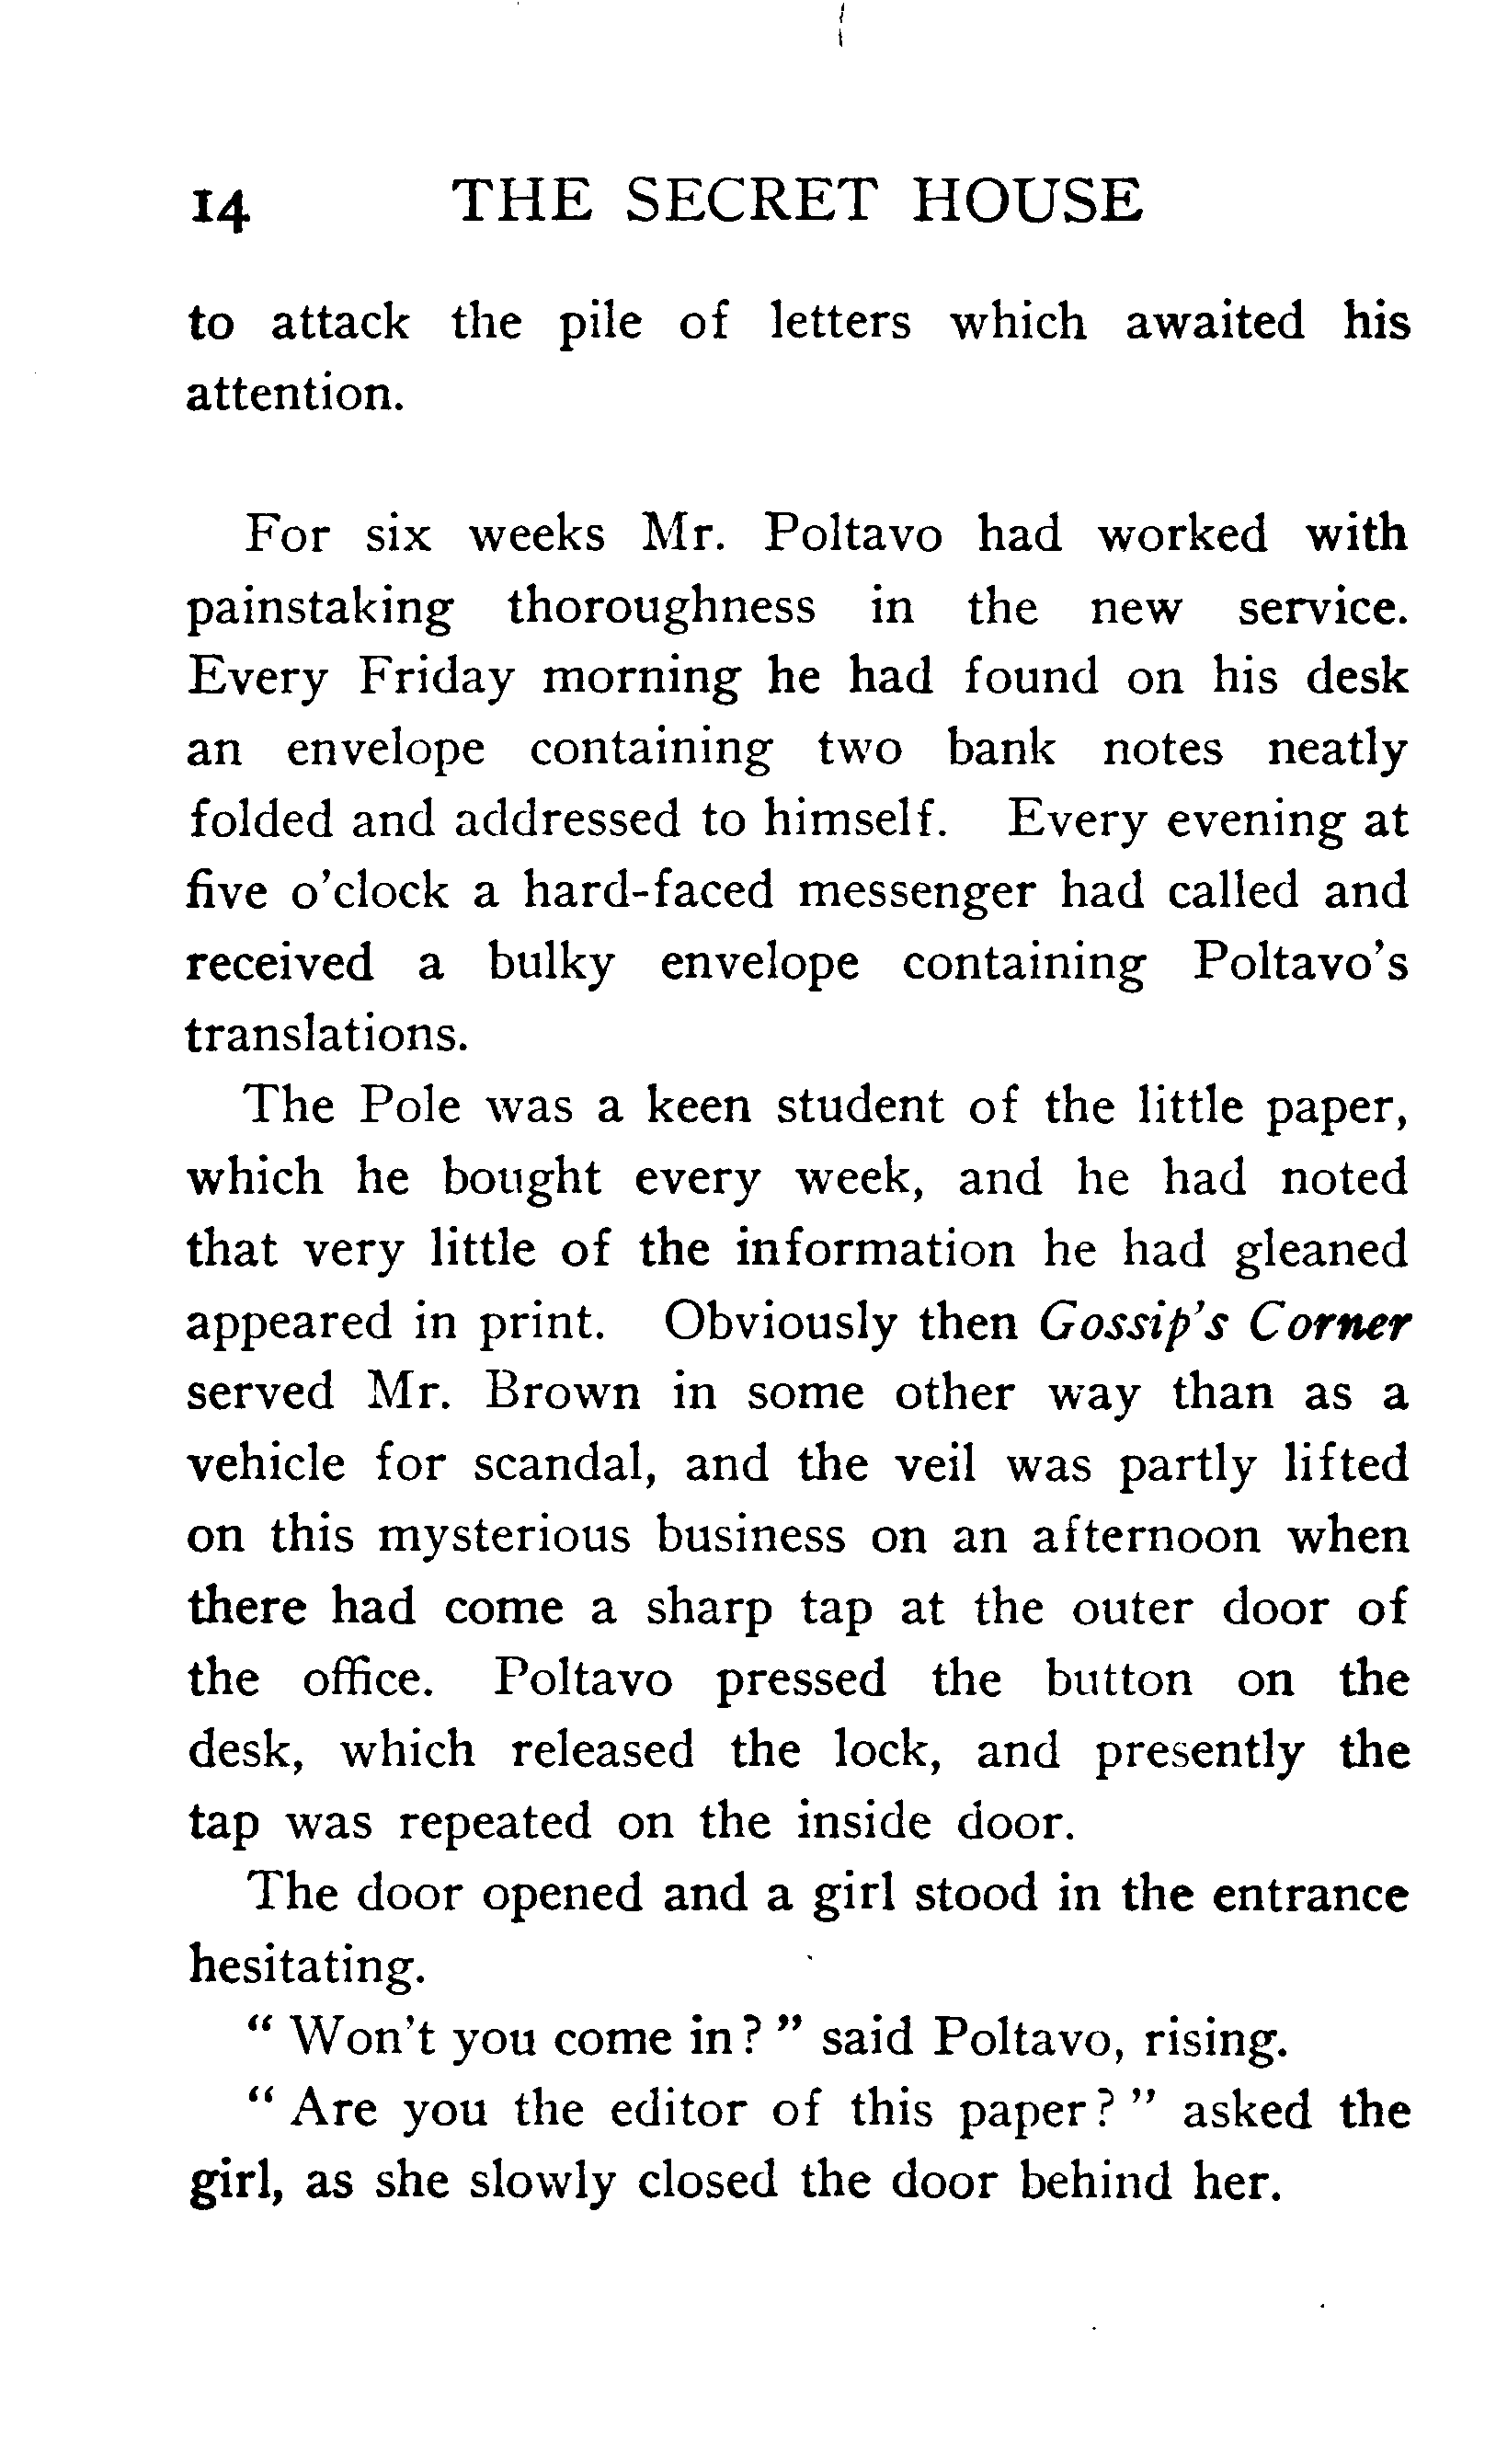 14 THE SECRET HOUSE
to attack the pile of letters which awaited his
attention.
For six weeks Mr. Poltavo had worked with
painstaking thoroughness in the new service.
Every Friday morning he had found on his desk
an envelope containing two bank notes neatly
folded and addressed to himself. Every evening at
five o'clock a hard-faced messenger had called and
received a bulky envelope containing Poltavo's
translations.
The Pole was a keen student of the little paper,
which he bought every week, and he had noted
that very little of the information he had gleaned
appeared in print. Obviously then Gossip's Corner
served Mr. Brown in some other way than as a
vehicle for scandal, and the veil was partly lifted
on this mysterious business on an afternoon when
there had come a sharp tap at the outer door of
the office. Poltavo pressed the button on the
desk, which released the lock, and presently the
tap was repeated on the inside door.
The door opened and a girl stood in the entrance
hesitating.
" Won't you come in? " said Poltavo, rising.
" Are you the editor of this paper? " asked the
girl, as she slowly closed the door behind her.